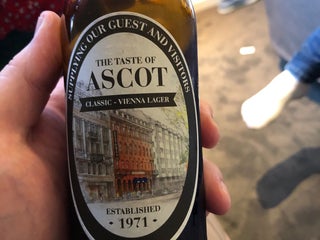 SUPPLYING OUR GUEST AND VISITORS
THE TASTE OF
ASCOT
CLASSIC - VIENNA LAGER
ESTABLISHED
· 1971 ·